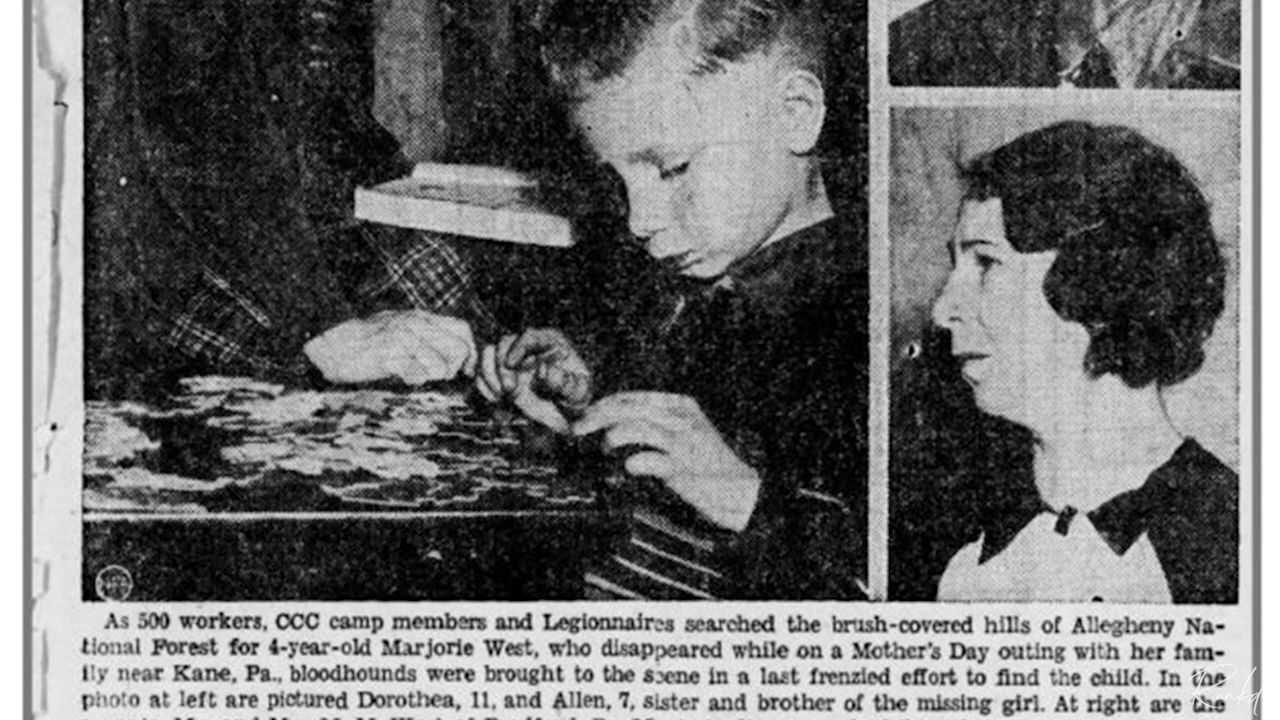 As 500 workers, CCC camp members and Legionnaires searched the brush-covered hills of Allegheny Na-
tional Forest for 4-year-old Marjorie West, who disappeared while on a Mother's Day outing with her fam-
ily near Kane, Pa., bloodhounds were brought to the scene in a last frenzied effort to find the child. In the
photo at left are pictured Dorothea, 11, and Allen, 7, sister and brother of the missing girl. At right are the